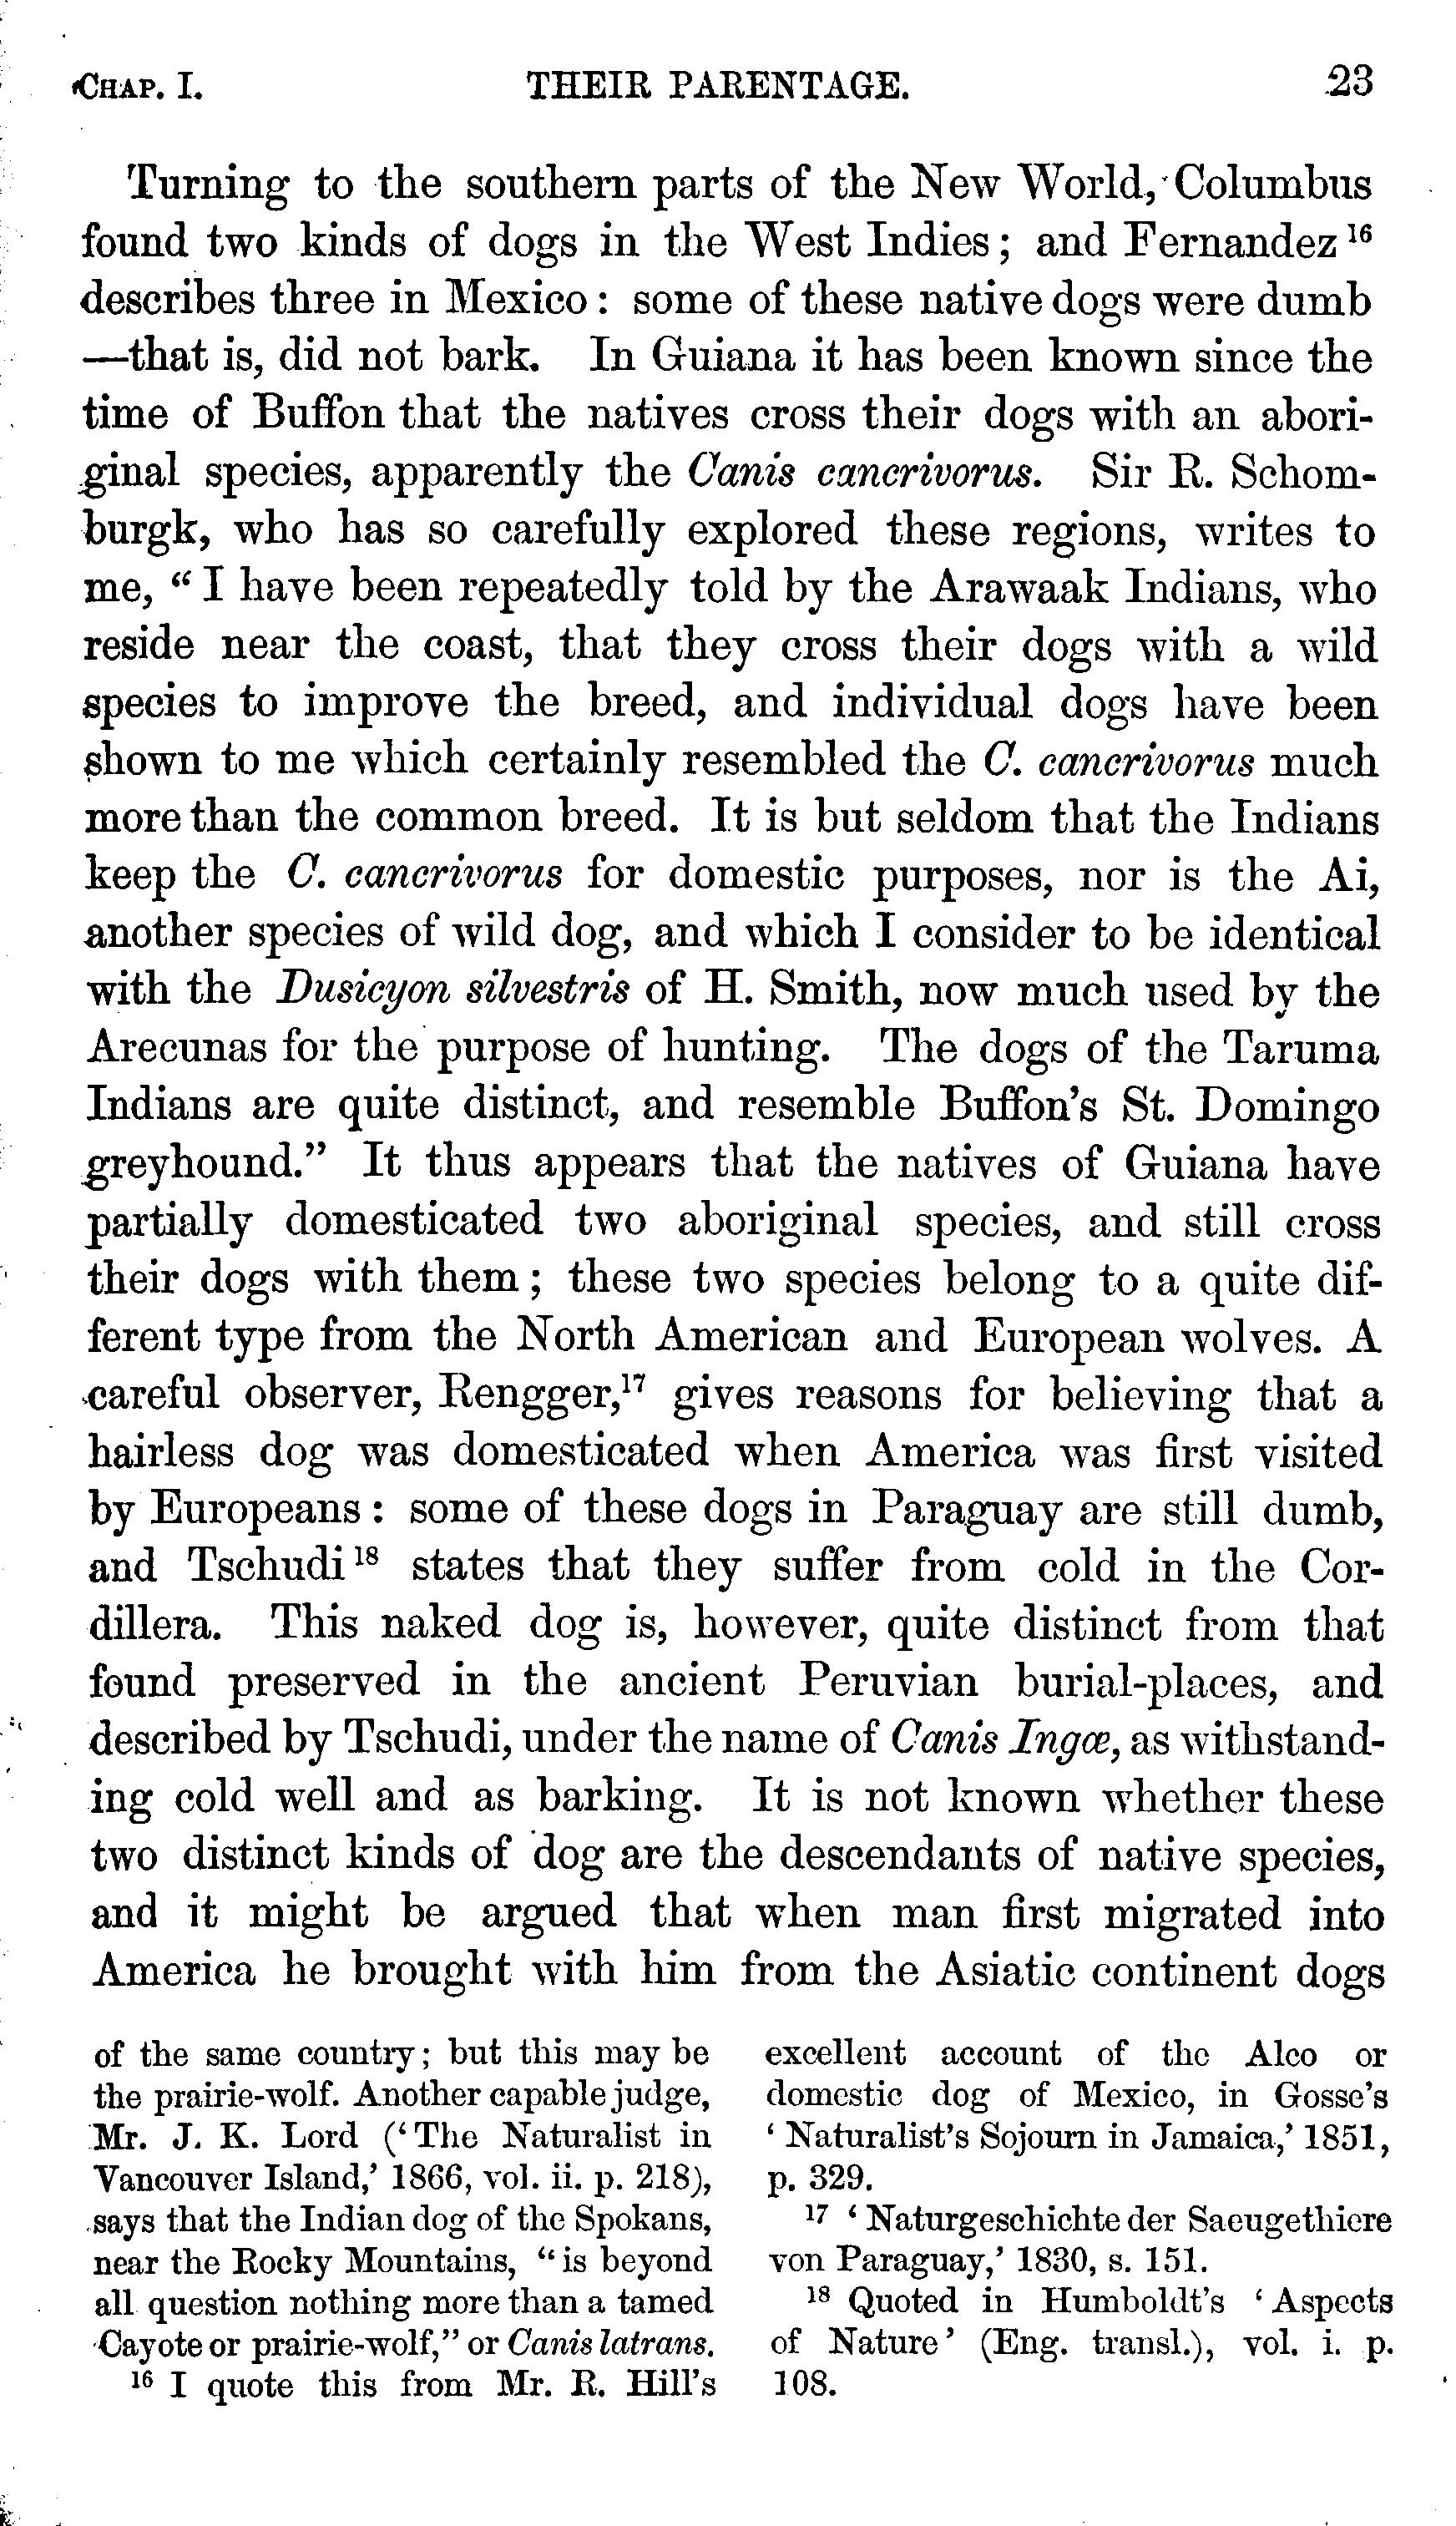 CHAP. I. THEIR PARENTAGE. 23
Turning to the southern parts of the New World, Columbus
found two kinds of dogs in the West Indies; and Fernandez 16
describes three in Mexico: some of these native dogs were dumb
—that is, did not bark. In Guiana it has been known since the
time of Buffon that the natives cross their dogs with an abori-
ginal species, apparently the Canis cancrivorus. Sir R. Schom-
burgk, who has so carefully explored these regions, writes to
me, “I have been repeatedly told by the Arawaak Indians, who
reside near the coast, that they cross their dogs with a wild
species to improve the breed, and individual dogs have been
shown to me which certainly resembled the C. cancrivorus much
more than the common breed. It is but seldom that the Indians
keep the C. cancrivorus for domestic purposes, nor is the Ai,
another species of wild dog, and which I consider to be identical
with the Dusicyon silvestris of H. Smith, now much used by the
Arecunas for the purpose of hunting. The dogs of the Taruma
Indians are quite distinct, and resemble Buffon’s St. Domingo
greyhound.” It thus appears that the natives of Guiana have
partially domesticated two aboriginal species, and still cross
their dogs with them; these two species belong to a quite dif-
ferent type from the North American and European wolves. A
careful observer, Rengger,17 gives reasons for believing that a
hairless dog was domesticated when America was first visited
by Europeans: some of these dogs in Paraguay are still dumb,
and Tschudi 18 states that they suffer from cold in the Cor-
dillera. This naked dog is, however, quite distinct from that
found preserved in the ancient Peruvian burial-places, and
described by Tschudi, under the name of Canis Ingæ, as withstand-
ing cold well and as barking. It is not known whether these
two distinct kinds of dog are the descendants of native species,
and it might be argued that when man first migrated into
America he brought with him from the Asiatic continent dogs
of the same country; but this may be
the prairie-wolf. Another capable judge,
Mr. J. K. Lord (‘The Naturalist in
Vancouver Island,’ 1866, vol. ii. p. 218),
says that the Indian dog of the Spokans,
near the Rocky Mountains, “is beyond
all question nothing more than a tamed
Cayote or prairie-wolf,” or Canis latrans.
16 I quote this from Mr. R. Hill’s
excellent account of the Alco or
domestic dog of Mexico, in Gosse’s
‘Naturalist’s Sojourn in Jamaica,’ 1851,
p. 329.
17 ‘Naturgeschichte der Saeugethiere
von Paraguay,’ 1830, s. 151.
18 Quoted in Humboldt’s ‘Aspects
of Nature’ (Eng. transl.), vol. i. p.
108.